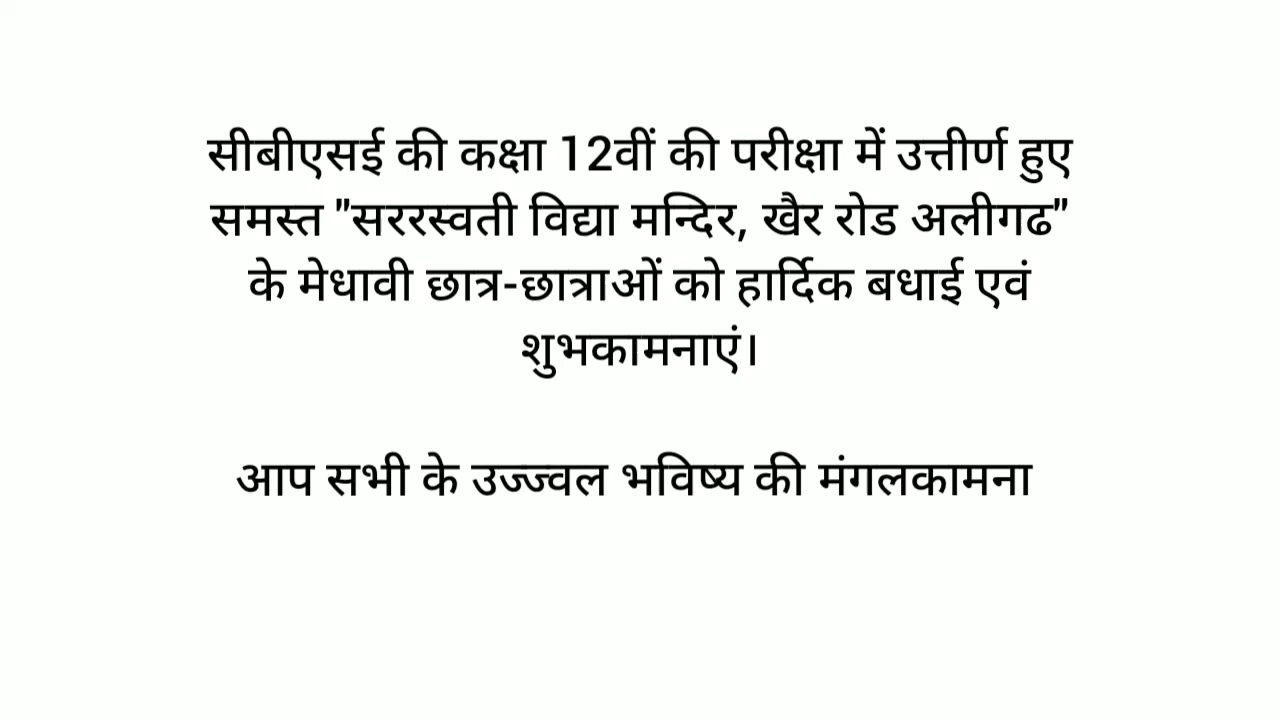 सीबीएसई की कक्षा 12वीं की परीक्षा में उत्तीर्ण हुए
समस्त "सररस्वती विद्या मन्दिर, खैर रोड अलीगढ"
के मेधावी छात्र-छात्राओं को हार्दिक बधाई एवं
शुभकामनाएं।
आप सभी के उज्ज्वल भविष्य की मंगलकामना